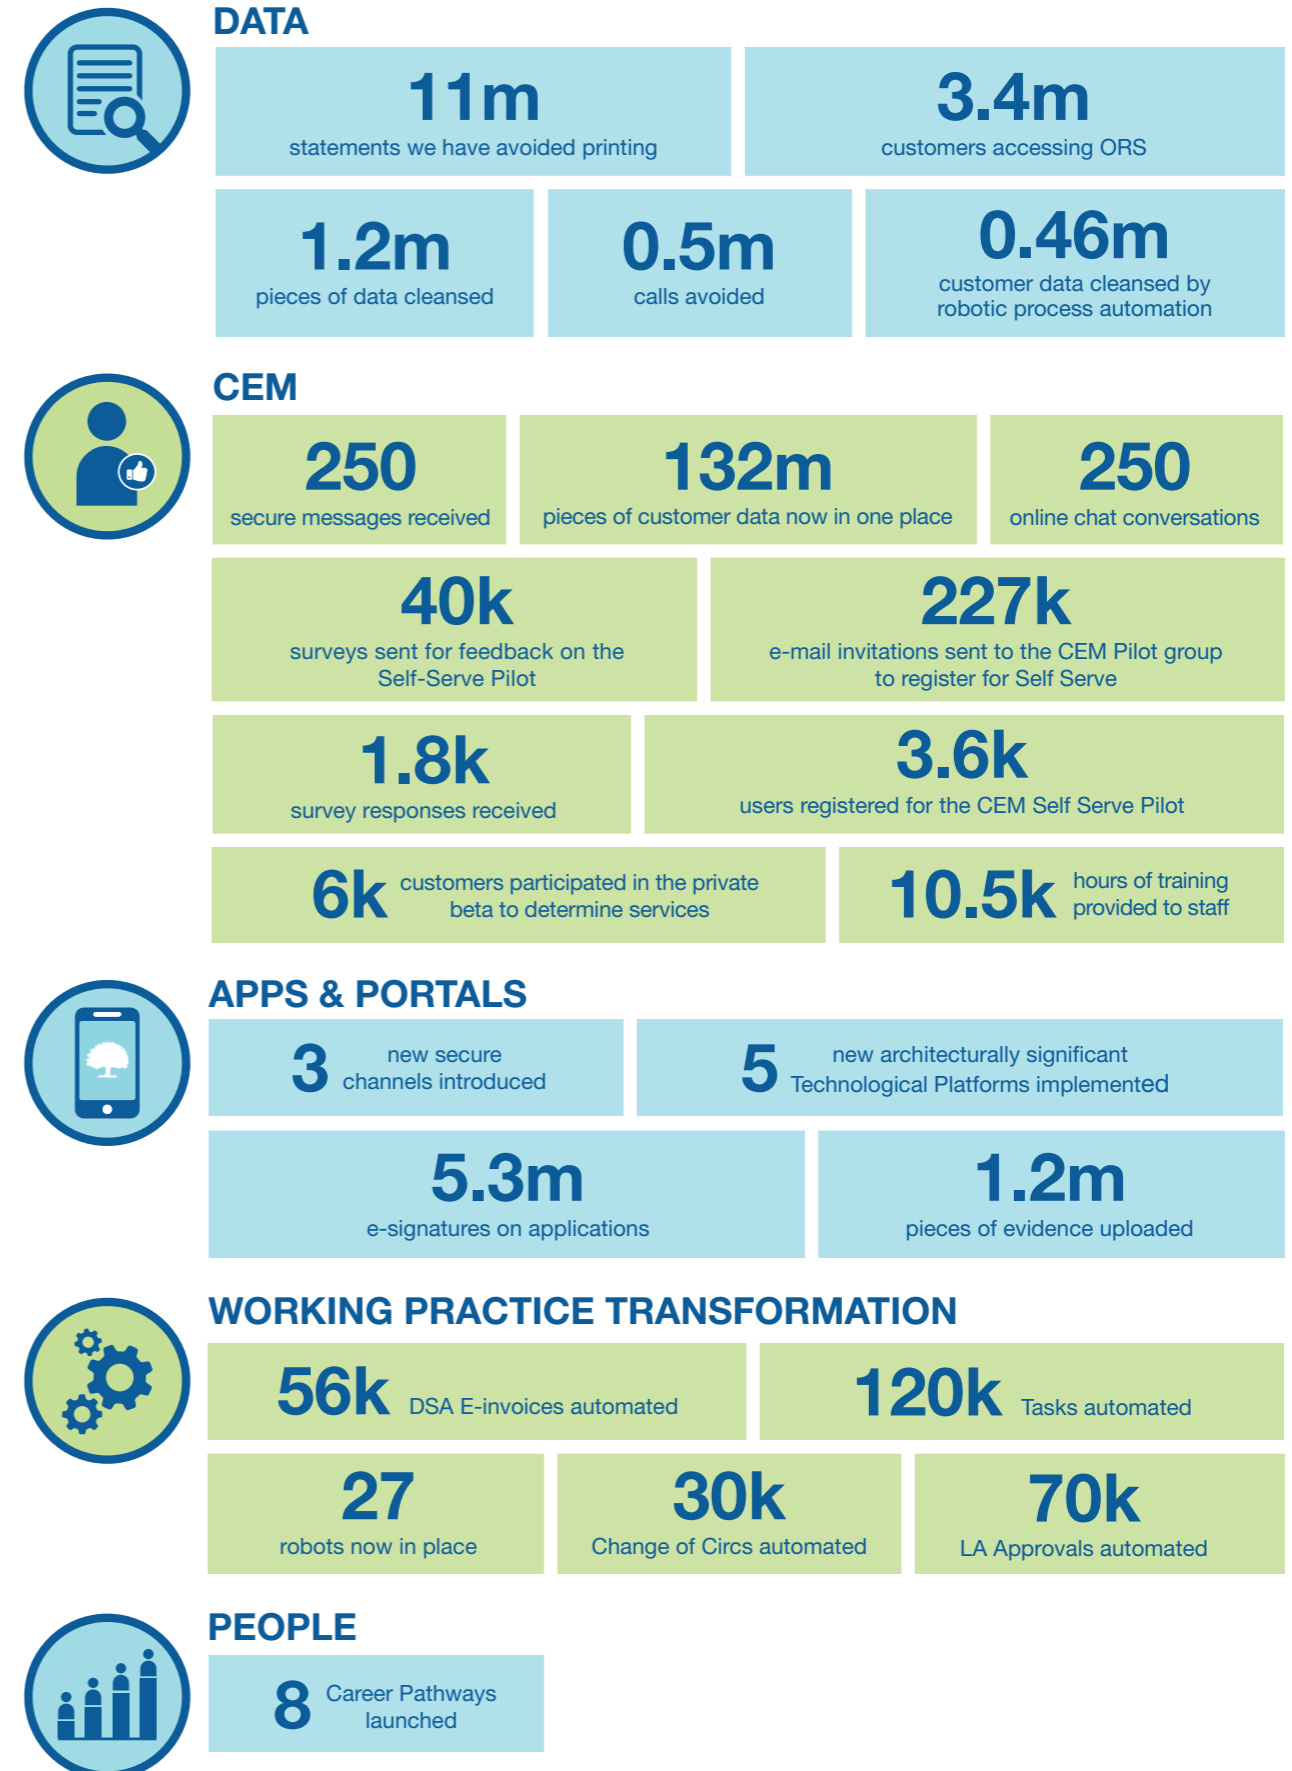 DATA
11m
statements we have avoided printing
3.4m
customers accessing ORS
1.2m
pieces of data cleansed
0.5m
calls avoided
0.46m
customer data cleansed by
robotic process automation
CEM
250
secure messages received
132m
pieces of customer data now in one place
250
online chat conversations
40k
surveys sent for feedback on the
Self-Serve Pilot
227k
e-mail invitations sent to the CEM Pilot group
to register for Self Serve
1.8k
survey responses received
3.6k
users registered for the CEM Self Serve Pilot
6k
customers participated in the private
beta to determine services
10.5k
hours of training
provided to staff
APPS & PORTALS
3
new secure
channels introduced
5
new architecturally significant
Technological Platforms implemented
5.3m
e-signatures on applications
1.2m
pieces of evidence uploaded
WORKING PRACTICE TRANSFORMATION
56k DSA E-invoices automated
120k Tasks automated
27
robots now in place
30k
Change of Circs automated
70k
LA Approvals automated
PEOPLE
8
Career Pathways
launched